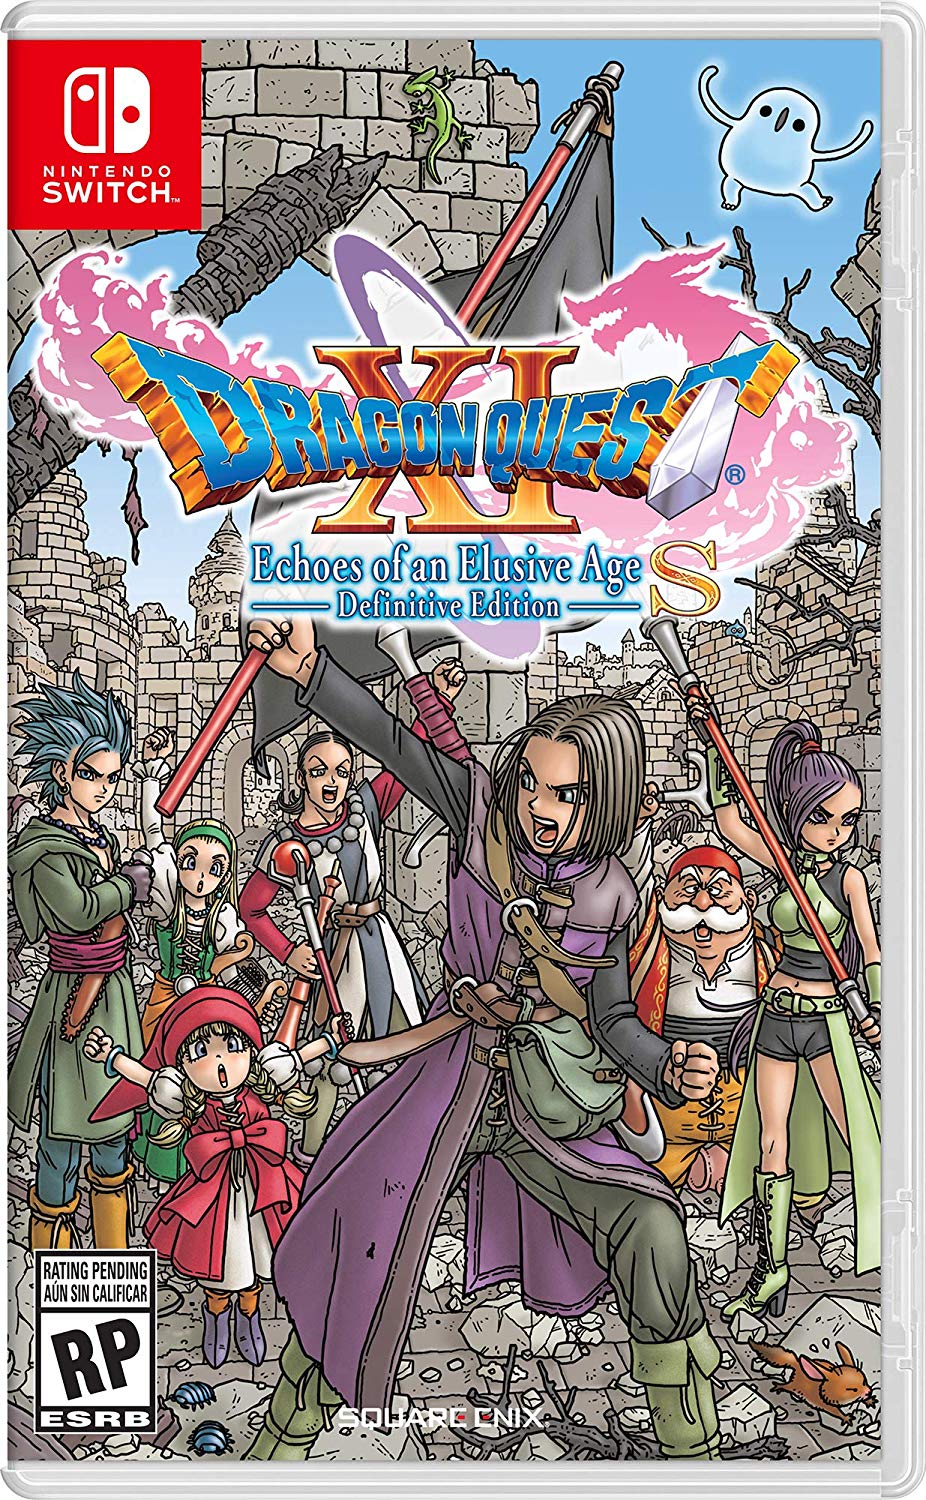 NINTENDO
SWITCH™
DRAGON QUEST®
XI
Echoes of an Elusive Age S
Definitive Edition
RATING PENDING
AÚN SIN CALIFICAR
RP
ESRB
SQUARE ENIX.